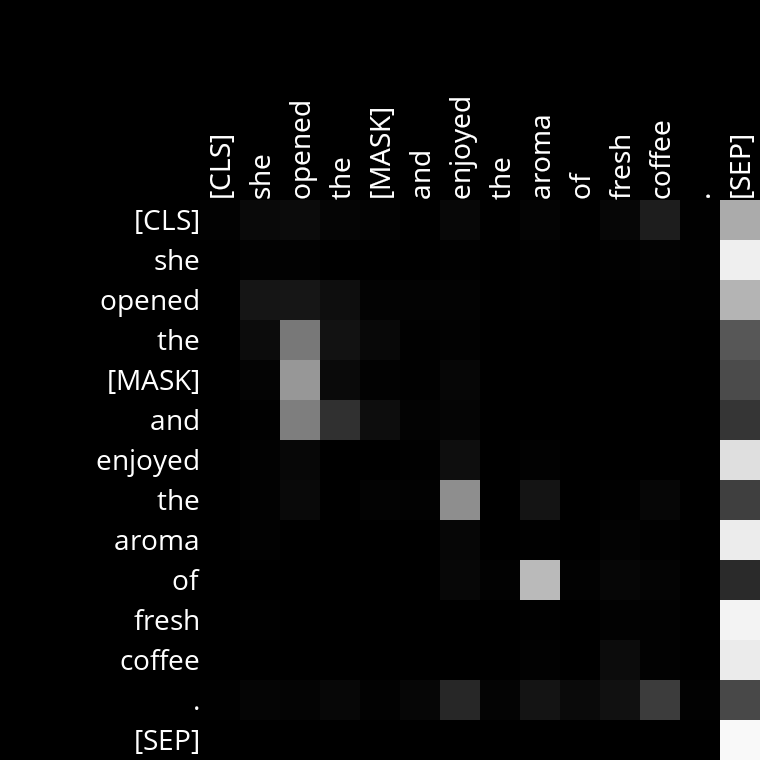 [CLS] she opened the [MASK] and enjoyed the aroma of fresh coffee . [SEP]
[CLS]
she
opened
the
[MASK]
and
enjoyed
the
aroma
of
fresh
coffee
.
[SEP]